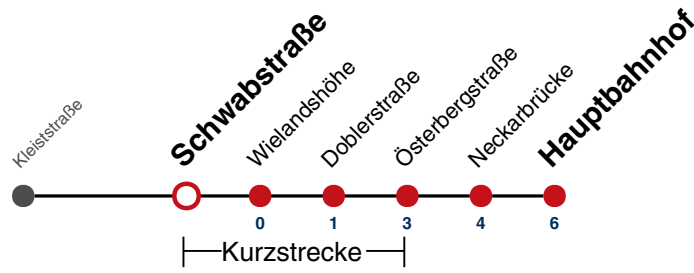 Kleiststraße
Schwabstraße
Wielandshöhe
Doblerstraße
Österbergstraße
Neckarbrücke
Hauptbahnhof
0 1 3 4 6
Kurzstrecke